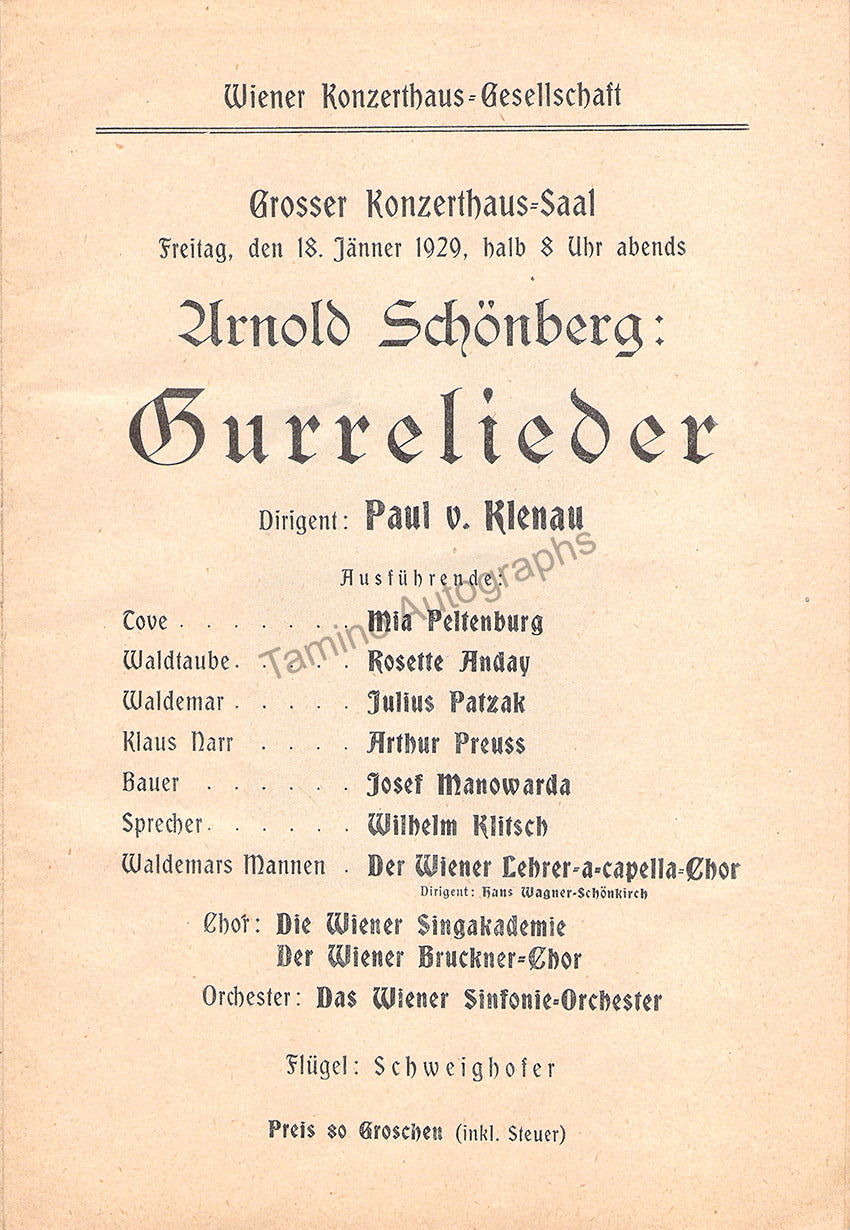 Wiener Konzerthaus-Gesellschaft
Grosser Konzerthaus-Saal
Freitag, den 18. Jänner 1929, halb 8 Uhr abends
Arnold Schönberg:
Gurrelieder
Dirigent: Paul v. Klenau
Ausführende:
Tove . . . . . . . Mia Peltenburg
Waldtaube. . . . . Rosette Anday
Waldemar . . . . . Julius Patzak
Klaus Narr . . . . Arthur Preuss
Bauer . . . . . . Josef Manowarda
Sprecher. . . . . . Wilhelm Klitsch
Waldemars Mannen . Der Wiener Lehrer-a-capella-Chor
Dirigent: Hans Wagner-Schönkirch
Chor: Die Wiener Singakademie
Der Wiener Bruckner-Chor
Orchester: Das Wiener Sinfonie-Orchester
Flügel: Schweighofer
Preis 80 Groschen (inkl. Steuer)
Tamino Autographs